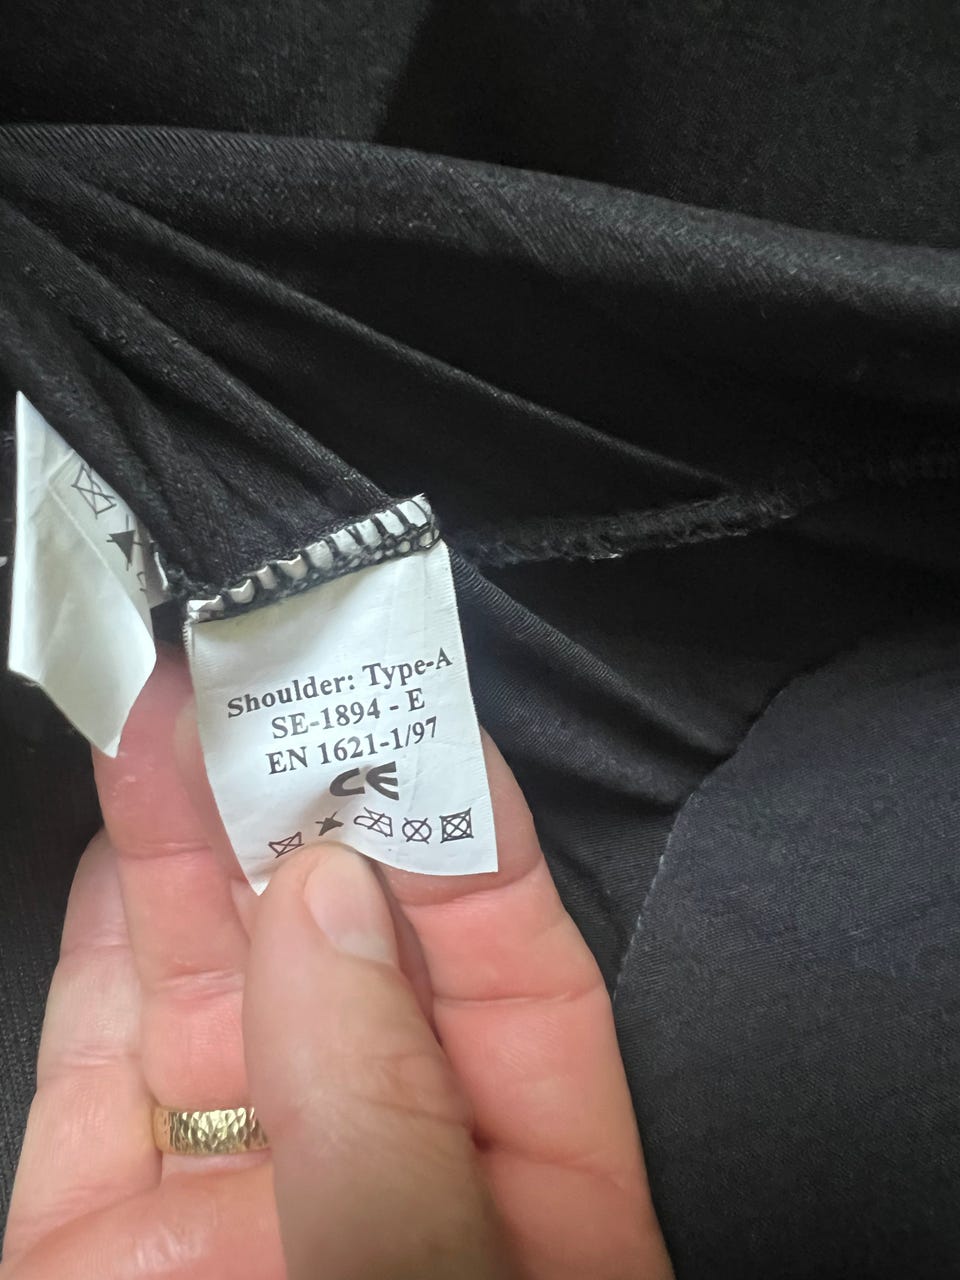 Shoulder: Type-A
SE-1894 - E
EN 1621-1/97
CE